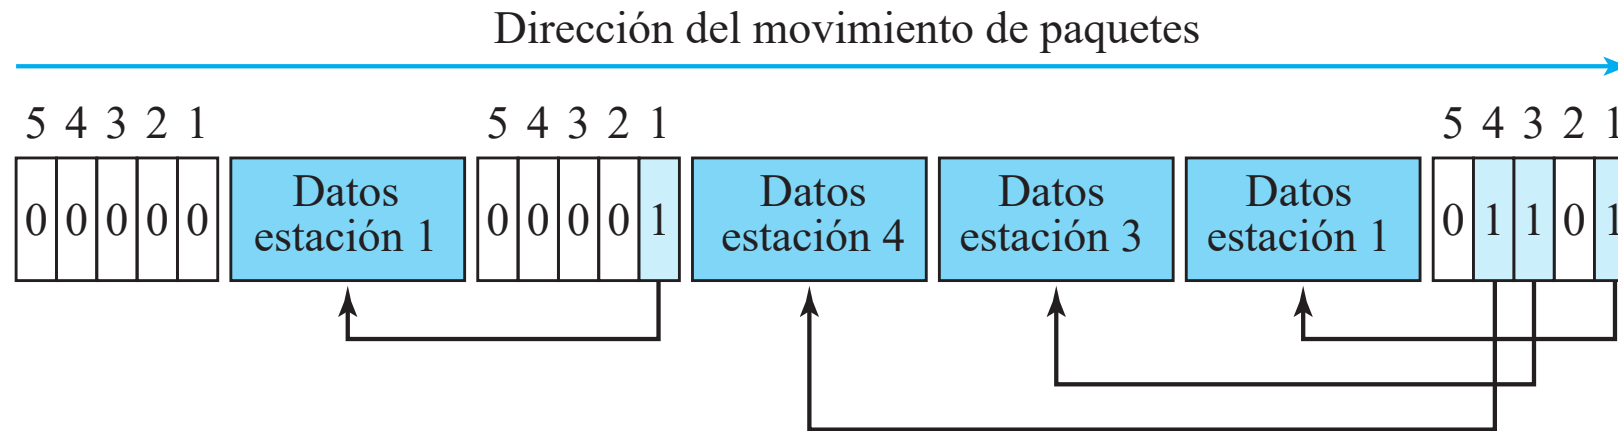 Dirección del movimiento de paquetes
5 4 3 2 1 5 4 3 2 1 5 4 3 2 1
0 0 0 0 0 Datos estación 1 0 0 0 0 1 Datos estación 4 Datos estación 3 Datos estación 1 0 1 1 0 1